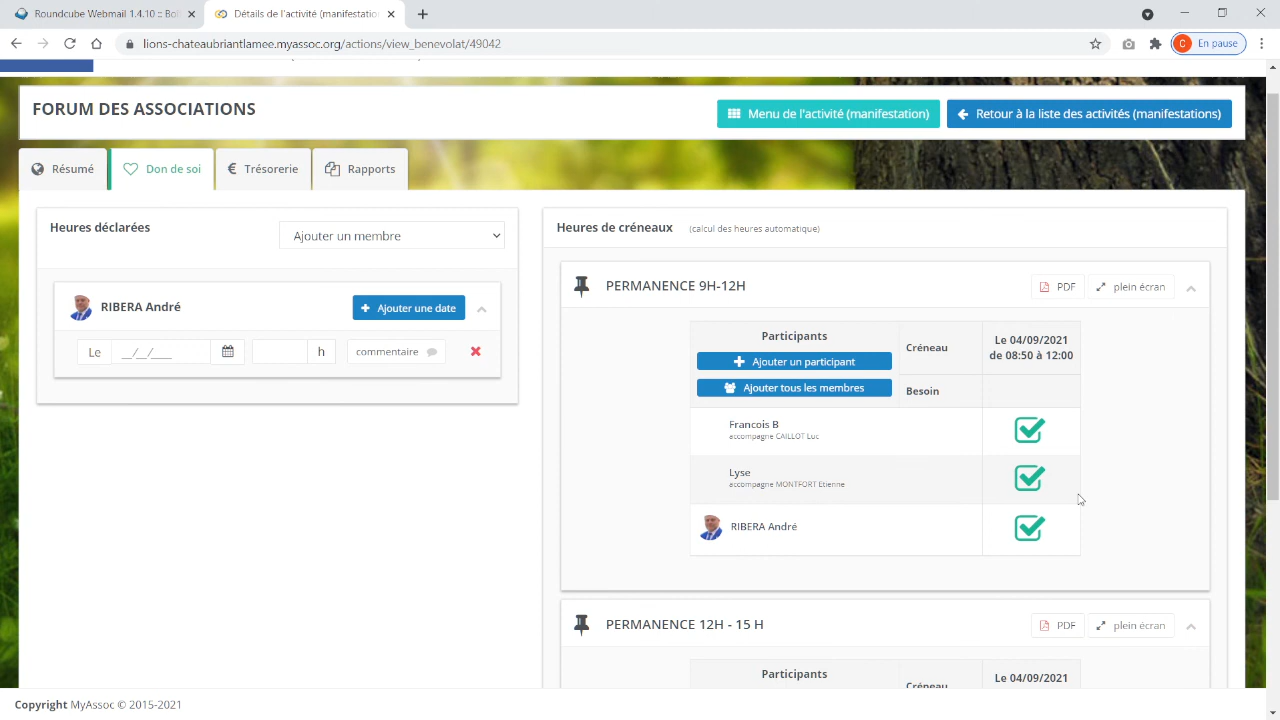 Roundcube Webmail 1.4.10 :: Boî
Détails de l'activité (manifestation
lions-chateaubriantlamee.myassoc.org/actions/view_benevolat/49042
C En pause
FORUM DES ASSOCIATIONS
Menu de l'activité (manifestation)
Retour à la liste des activités (manifestations)
Résumé
Don de soi
€ Trésorerie
Rapports
Heures déclarées
Ajouter un membre
RIBERA André
Ajouter une date
Le
__/__/____
h
commentaire
Heures de créneaux (calcul des heures automatique)
PERMANENCE 9H-12H
PDF
plein écran
Participants
Ajouter un participant
Ajouter tous les membres
Créneau
Le 04/09/2021
de 08:50 à 12:00
Besoin
Francois B
accompagne CAILLOT Luc
Lyse
accompagne MONTFORT Etienne
RIBERA André
PERMANENCE 12H - 15 H
PDF
plein écran
Participants
Créneau
Le 04/09/2021
Copyright MyAssoc © 2015-2021